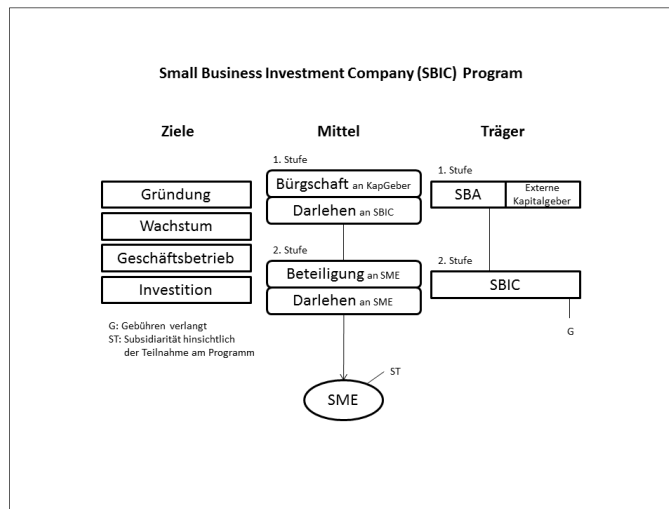 Small Business Investment Company (SBIC) Program
Ziele
Mittel
Träger
Gründung
Wachstum
Geschäftsbetrieb
Investition
G: Gebühren verlangt
ST: Subsidiarität hinsichtlich
der Teilnahme am Programm
1. Stufe
Bürgschaft an KapGeber
Darlehen an SBIC
2. Stufe
Beteiligung an SME
Darlehen an SME
ST
SME
1. Stufe
SBA
Externe
Kapitalgeber
2. Stufe
SBIC
G